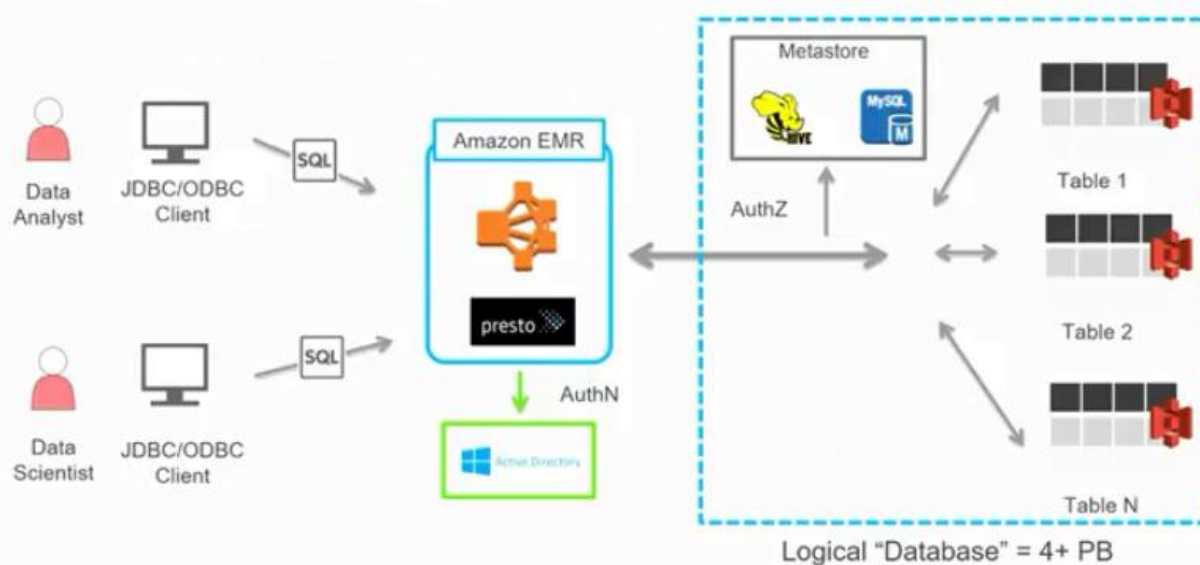 Data
Analyst
JDBC/ODBC
Client
SQL
Amazon EMR
presto
AuthN
Active Directory
Data
Scientist
JDBC/ODBC
Client
SQL
Metastore
HIVE
MySQL
M
AuthZ
Table 1
Table 2
Table N
Logical “Database” = 4+ PB